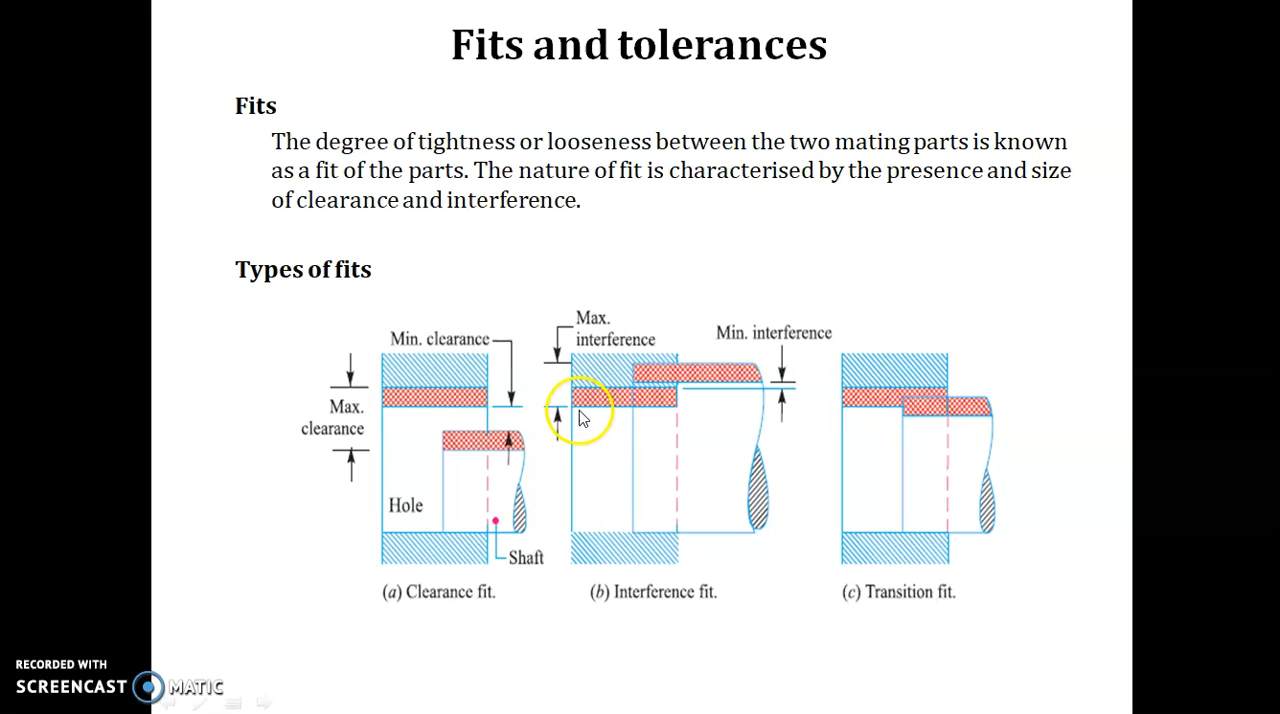 Fits and tolerances
Fits
The degree of tightness or looseness between the two mating parts is known
as a fit of the parts. The nature of fit is characterised by the presence and size
of clearance and interference.
Types of fits
Min. clearance
Max.
clearance
Hole
Shaft
(a) Clearance fit.
Max.
interference
Min. interference
(b) Interference fit.
(c) Transition fit.
RECORDED WITH
SCREENCAST MATIC